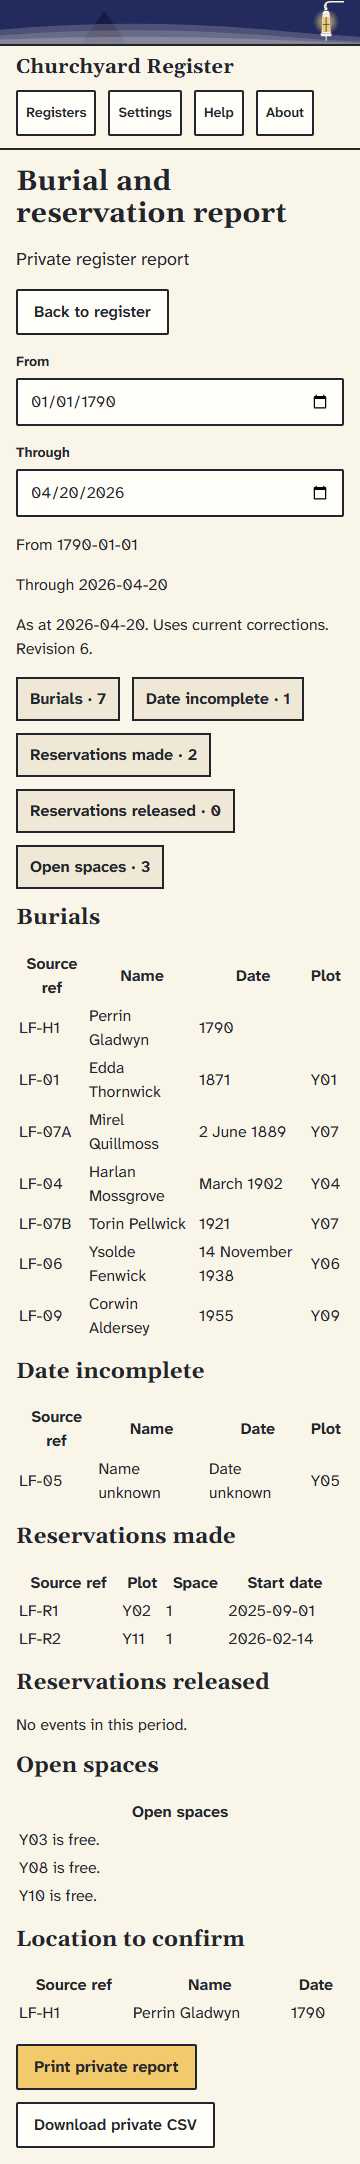 Churchyard Register
Registers Settings Help About
Burial and
reservation report
Private register report
Back to register
From
01/01/1790
Through
04/20/2026
From 1790-01-01
Through 2026-04-20
As at 2026-04-20. Uses current corrections.
Revision 6.
Burials · 7 Date incomplete · 1
Reservations made · 2
Reservations released · 0
Open spaces · 3
Burials
Source ref Name Date Plot
LF-H1 Perrin Gladwyn 1790
LF-01 Edda Thornwick 1871 Y01
LF-07A Mirel Quillmoss 2 June 1889 Y07
LF-04 Harlan Mossgrove March 1902 Y04
LF-07B Torin Pellwick 1921 Y07
LF-06 Ysolde Fenwick 14 November 1938 Y06
LF-09 Corwin Aldersey 1955 Y09
Date incomplete
Source ref Name Date Plot
LF-05 Name unknown Date unknown Y05
Reservations made
Source ref Plot Space Start date
LF-R1 Y02 1 2025-09-01
LF-R2 Y11 1 2026-02-14
Reservations released
No events in this period.
Open spaces
Open spaces
Y03 is free.
Y08 is free.
Y10 is free.
Location to confirm
Source ref Name Date
LF-H1 Perrin Gladwyn 1790
Print private report
Download private CSV